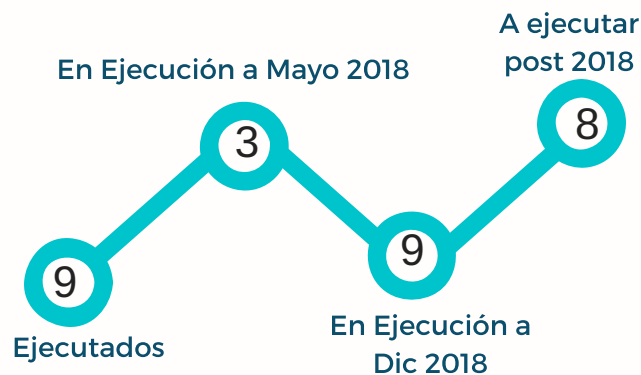 A ejecutar
post 2018
En Ejecución a Mayo 2018
3
8
9
9
En Ejecución a
Dic 2018
Ejecutados